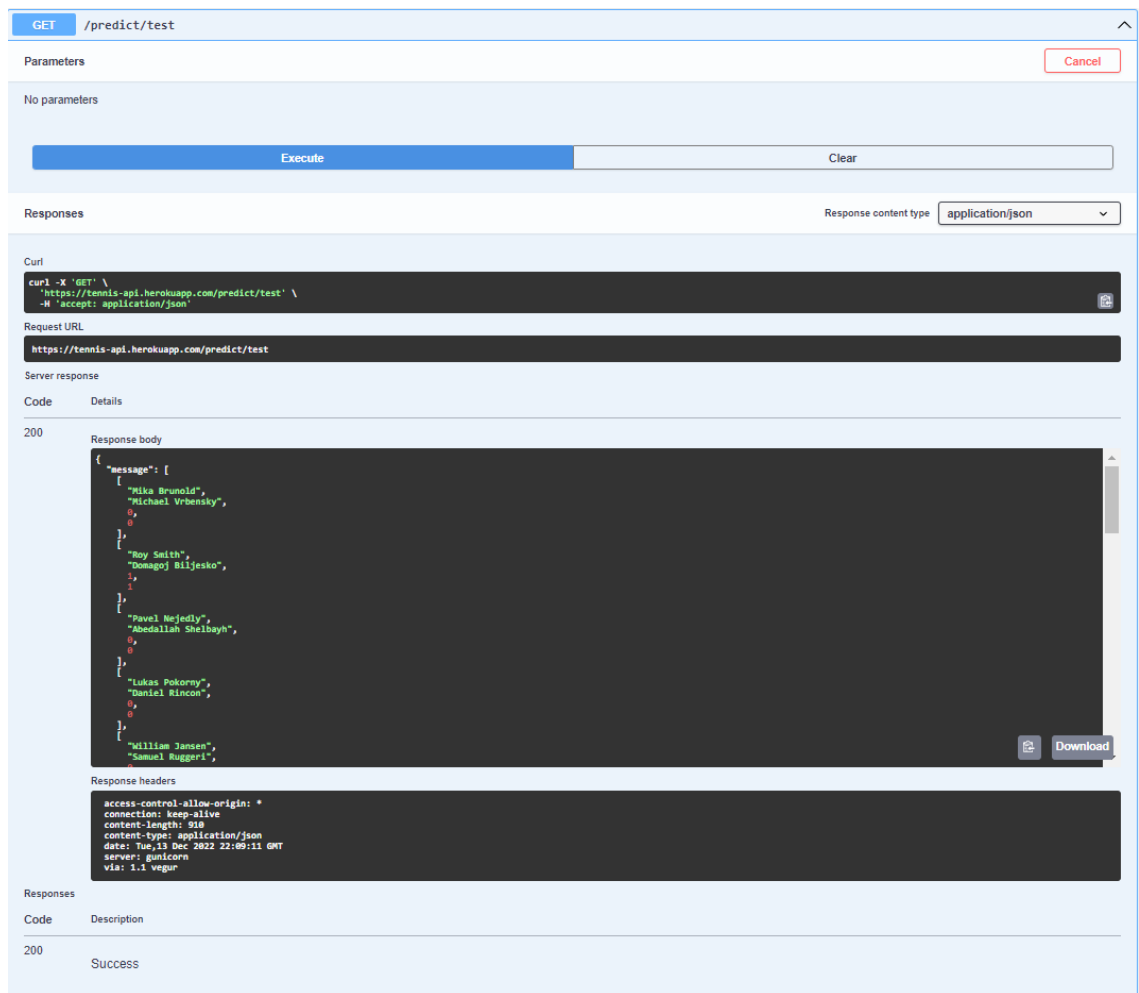 GET /predict/test
Parameters Cancel
No parameters
Execute Clear
Responses Response content type application/json
Curl
curl -X 'GET' \
  'https://tennis-api.herokuapp.com/predict/test' \
  -H 'accept: application/json'
Request URL
https://tennis-api.herokuapp.com/predict/test
Server response
Code Details
200
Response body
{
  "message": [
    [
      "Mika Brunold",
      "Michael Vrbensky",
      0,
      0
    ],
    [
      "Roy Smith",
      "Domagoj Biljesko",
      1,
      1
    ],
    [
      "Pavel Nejedly",
      "Abedallah Shelbayh",
      0,
      0
    ],
    [
      "Lukas Pokorny",
      "Daniel Rincon",
      0,
      0
    ],
    [
      "William Jansen",
      "Samuel Ruggeri",
Download
Response headers
access-control-allow-origin: *
connection: keep-alive
content-length: 910
content-type: application/json
date: Tue,13 Dec 2022 22:09:11 GMT
server: gunicorn
via: 1.1 vegur
Responses
Code Description
200
Success